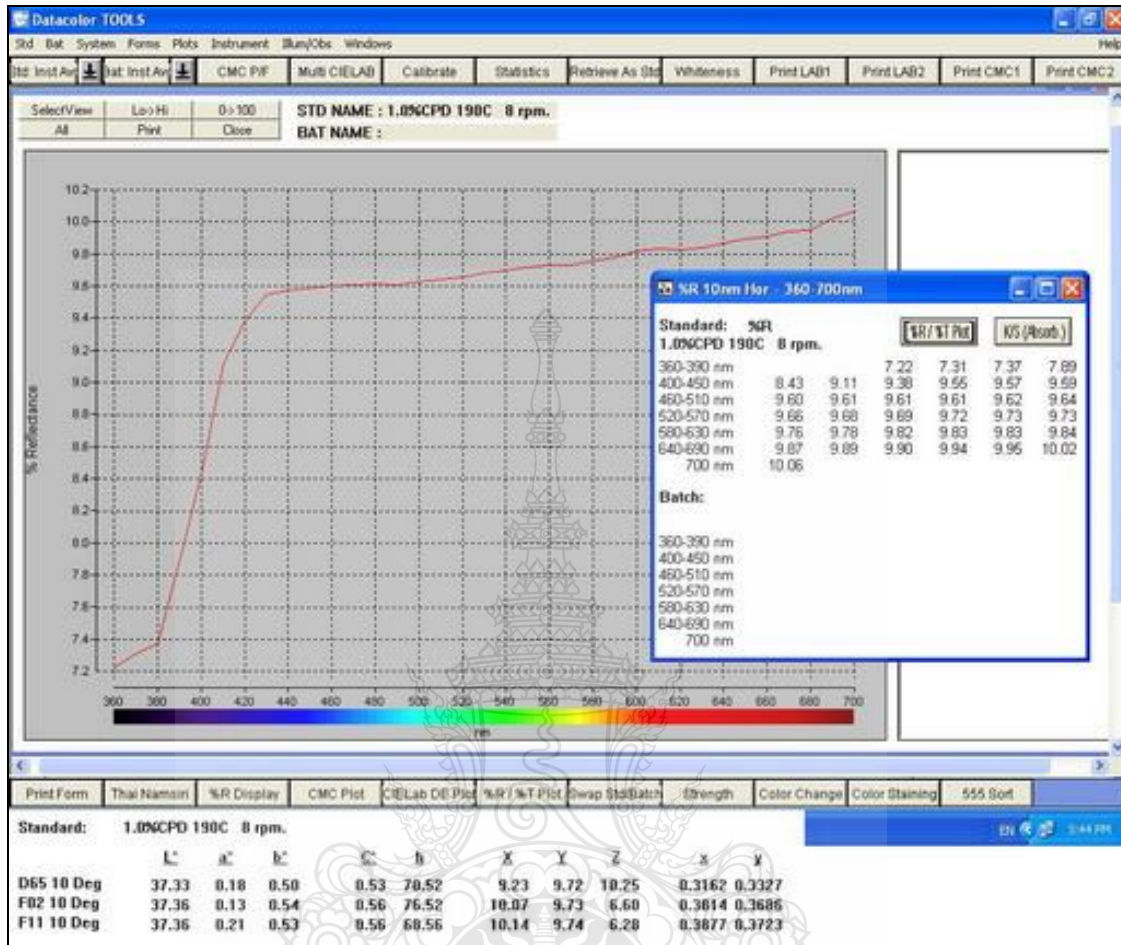 Datacolor TOOLS
Std Bat System Forms Plots Instrument Illum/Obs Windows Help
Std: Inst Av Bat: Inst Av CMC P/F Multi CIELAB Calibrate Statistics Retrieve As Std Whiteness Print LAB1 Print LAB2 Print CMC1 Print CMC2
SelectView Lo>Hi 0>100 STD NAME : 1.0%CPD 190C 8 rpm.
All Print Close BAT NAME :
10.2
10.0
9.8
9.6
9.4
9.2
9.0
8.8
8.6
8.4
8.2
8.0
7.8
7.6
7.4
7.2
% Reflectance
360 380 400 420 440 460 480 500 520 540 560 580 600 620 640 660 680 700
nm
%R 10nm Hor - 360-700nm
Standard: %R
1.0%CPD 190C 8 rpm.
%R / %T Plot K/S (Absorb.)
360-390 nm 7.22 7.31 7.37 7.89
400-450 nm 8.43 9.11 9.38 9.55 9.57 9.59
460-510 nm 9.60 9.61 9.61 9.61 9.62 9.64
520-570 nm 9.66 9.68 9.69 9.72 9.73 9.73
580-630 nm 9.76 9.78 9.82 9.83 9.83 9.84
640-690 nm 9.87 9.89 9.90 9.94 9.95 10.02
700 nm 10.06
Batch:
360-390 nm
400-450 nm
460-510 nm
520-570 nm
580-630 nm
640-690 nm
700 nm
Print Form Thai Namsiri %R Display CMC Plot CIELab DE Plot %R / %T Plot Swap Std/Batch Strength Color Change Color Staining 555 Sort
Standard: 1.0%CPD 190C 8 rpm.
EN 3:44 PM
L* a* b* C* h X Y Z x y
D65 10 Deg 37.33 0.18 0.50 0.53 70.52 9.23 9.72 10.25 0.3162 0.3327
F02 10 Deg 37.36 0.13 0.54 0.56 76.52 10.07 9.73 6.60 0.3814 0.3686
F11 10 Deg 37.36 0.21 0.53 0.56 68.56 10.14 9.74 6.28 0.3877 0.3723